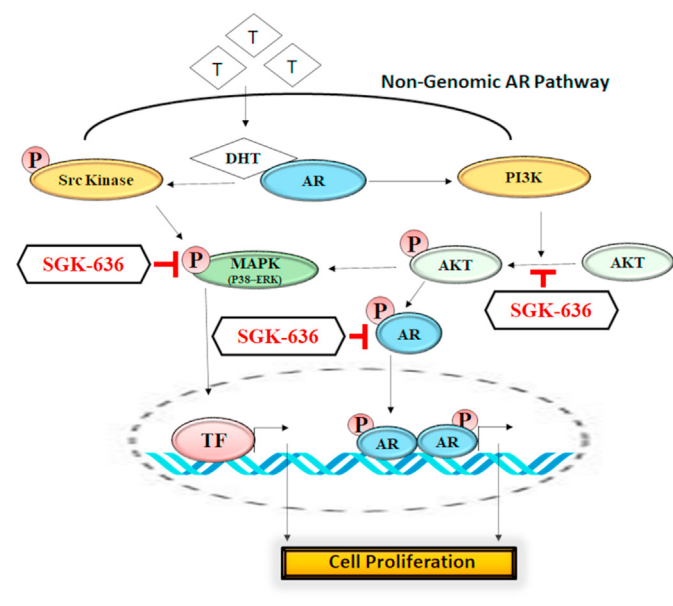 T
T
T
Non-Genomic AR Pathway
P
DHT
Src Kinase
AR
PI3K
P
SGK-636
P
MAPK
(P38–ERK)
AKT
AKT
SGK-636
P
SGK-636
AR
P
P
TF
AR
AR
Cell Proliferation